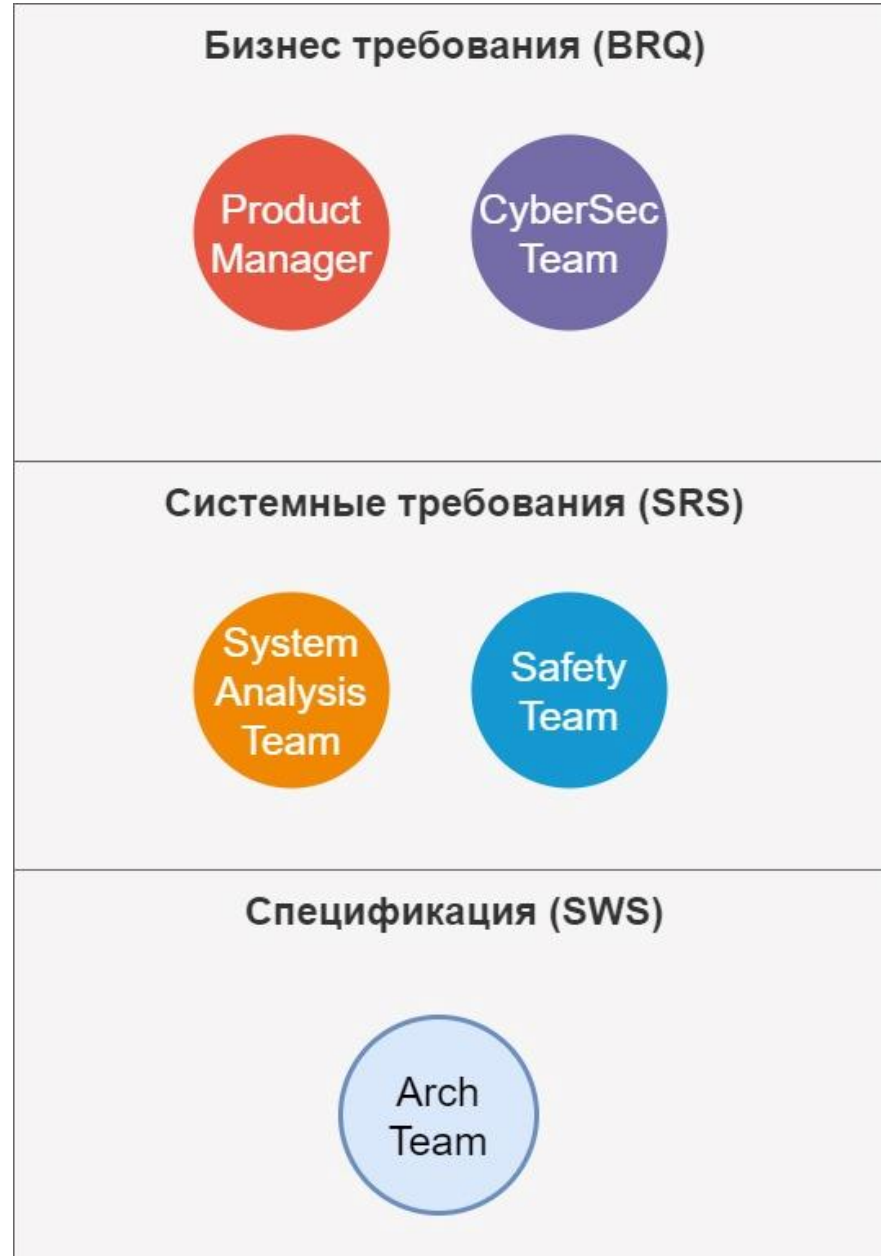 Бизнес требования (BRQ)
Product
Manager
CyberSec
Team
Системные требования (SRS)
System
Analysis
Team
Safety
Team
Спецификация (SWS)
Arch
Team